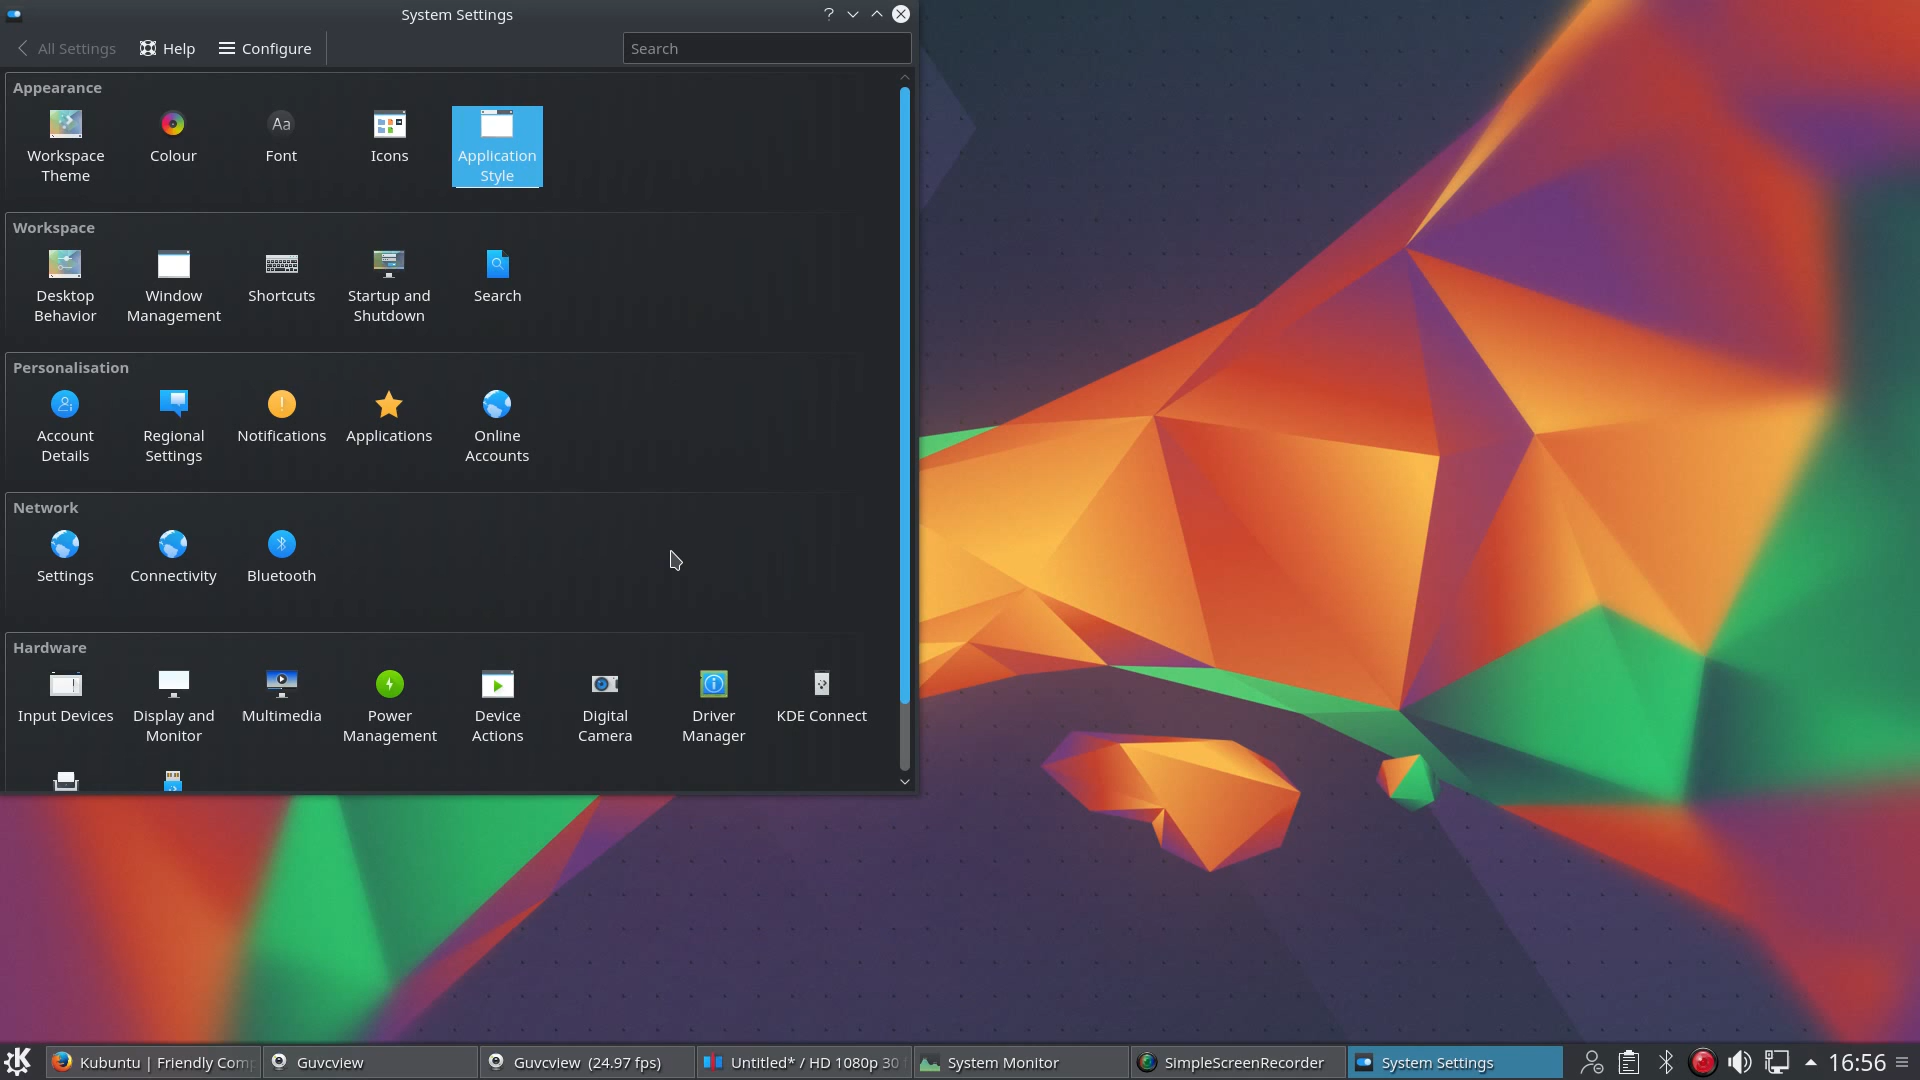 System Settings
?
All Settings
Help
Configure
Search
Appearance
Workspace
Theme
Colour
Aa
Font
Icons
Application
Style
Workspace
Desktop
Behavior
Window
Management
Shortcuts
Startup and
Shutdown
Search
Personalisation
Account
Details
Regional
Settings
Notifications
Applications
Online
Accounts
Network
Settings
Connectivity
Bluetooth
Hardware
Input Devices
Display and
Monitor
Multimedia
Power
Management
Device
Actions
Digital
Camera
Driver
Manager
KDE Connect
Kubuntu | Friendly Com
Guvcview
Guvcview (24.97 fps)
Untitled* / HD 1080p 30 f
System Monitor
SimpleScreenRecorder
System Settings
16:56